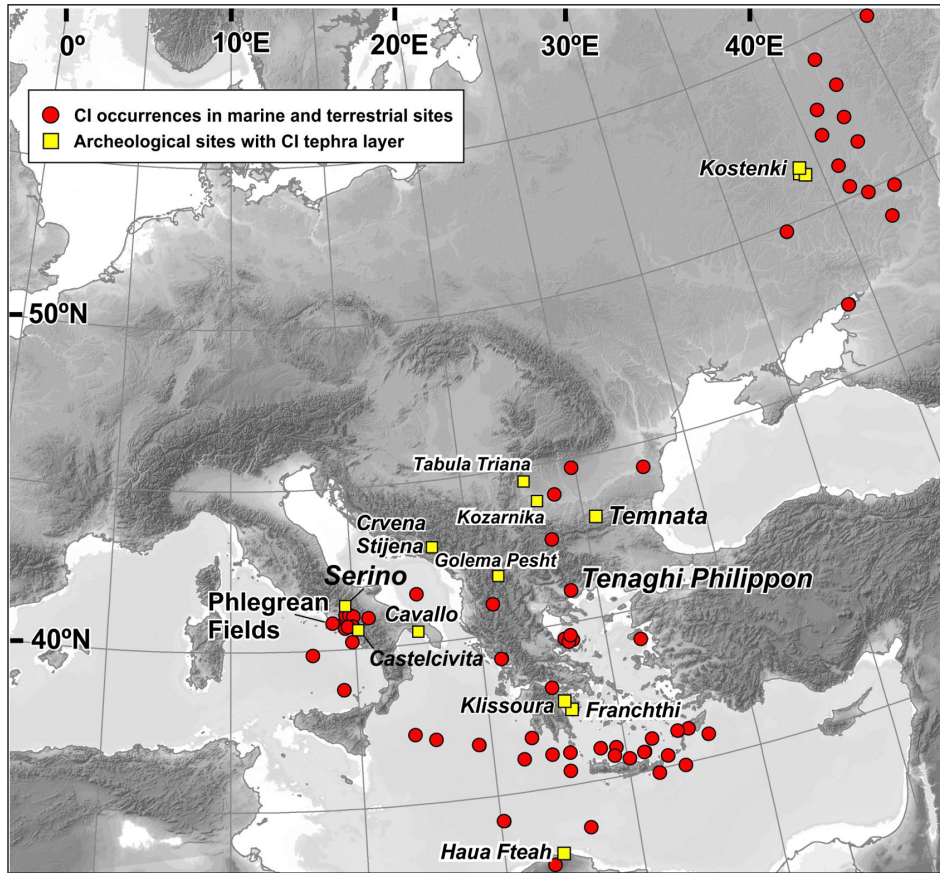 0º 10ºE 20ºE 30ºE 40ºE
CI occurrences in marine and terrestrial sites
Archeological sites with CI tephra layer
Kostenki
50ºN
Tabula Triana
Kozarnika
Temnata
Crvena
Stijena
Golema Pesht
Serino
Tenaghi Philippon
Phlegrean
Fields
Cavallo
40ºN
Castelcivita
Klissoura
Franchthi
Haua Fteah